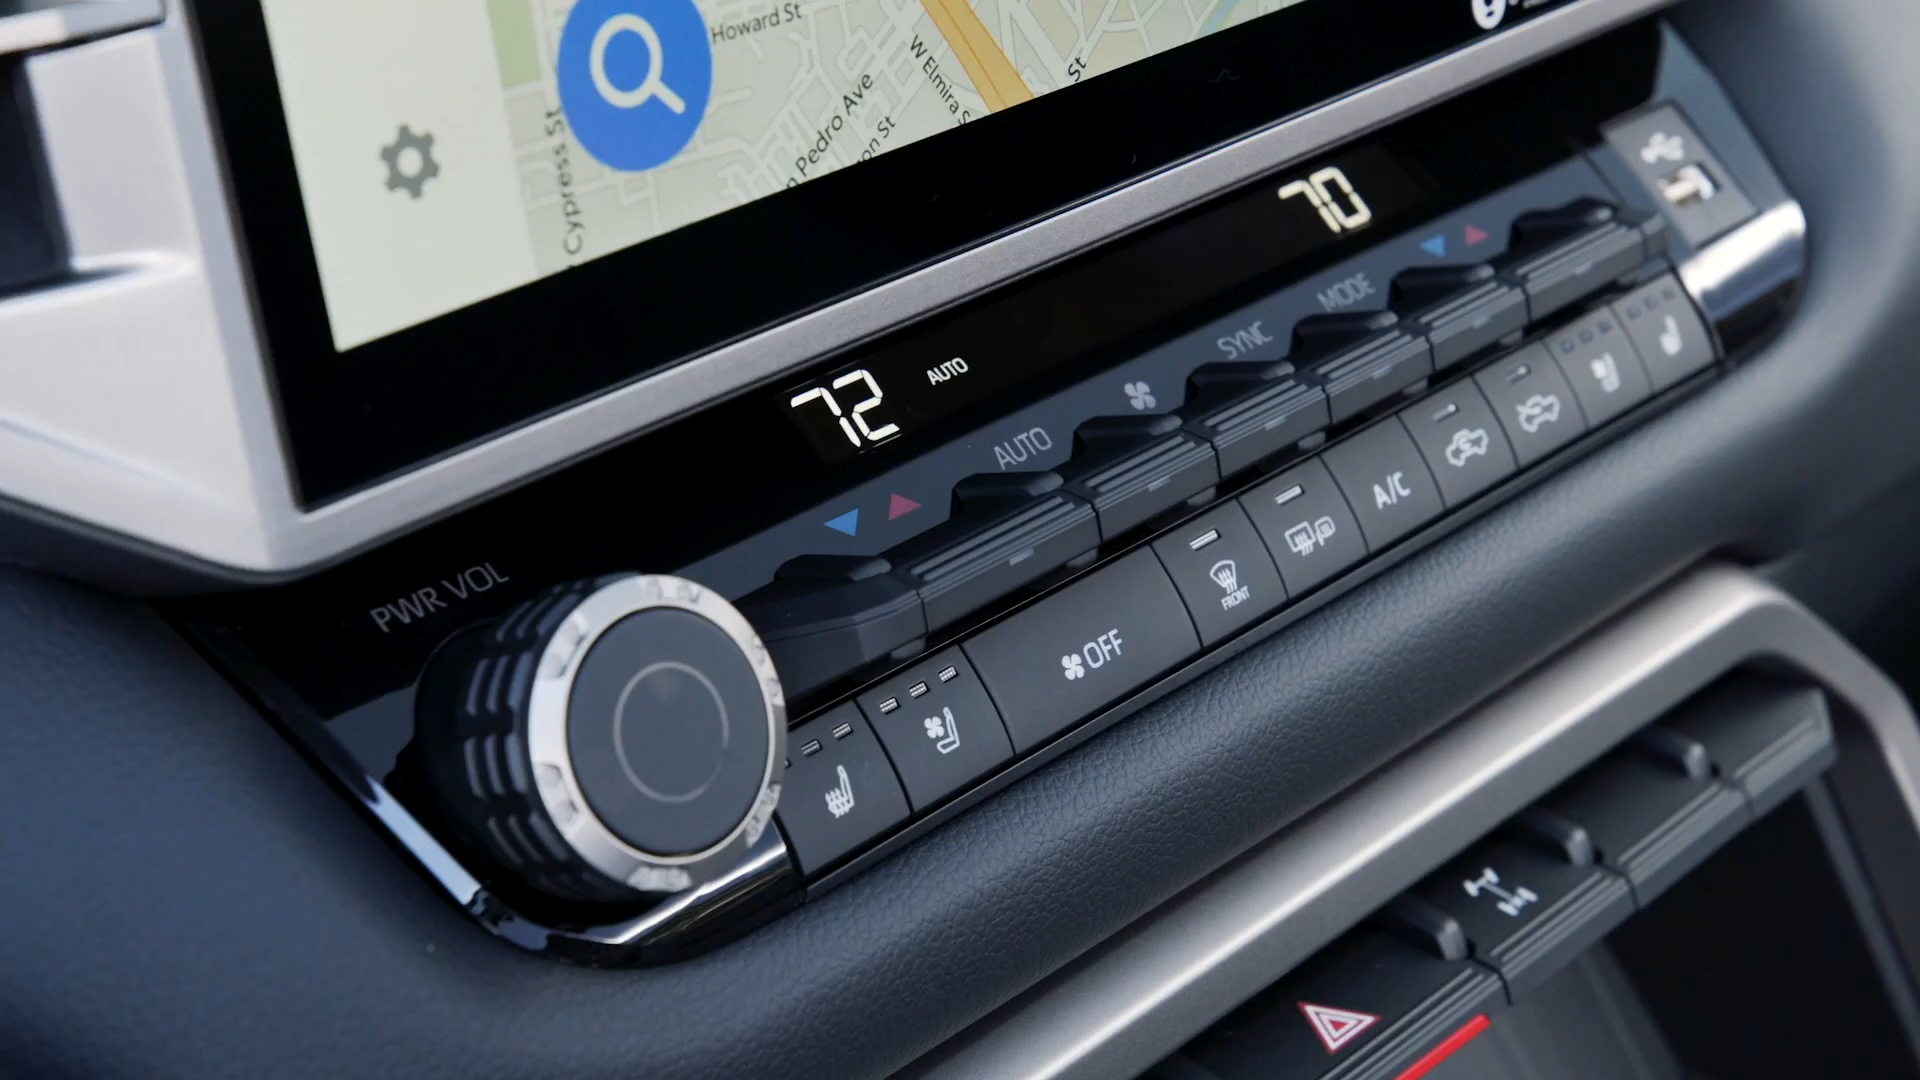 Howard St
W Elmira S
St
Pedro Ave
on St
Cypress St
70
72
AUTO
MODE
SYNC
AUTO
PWR VOL
A/C
FRONT
OFF